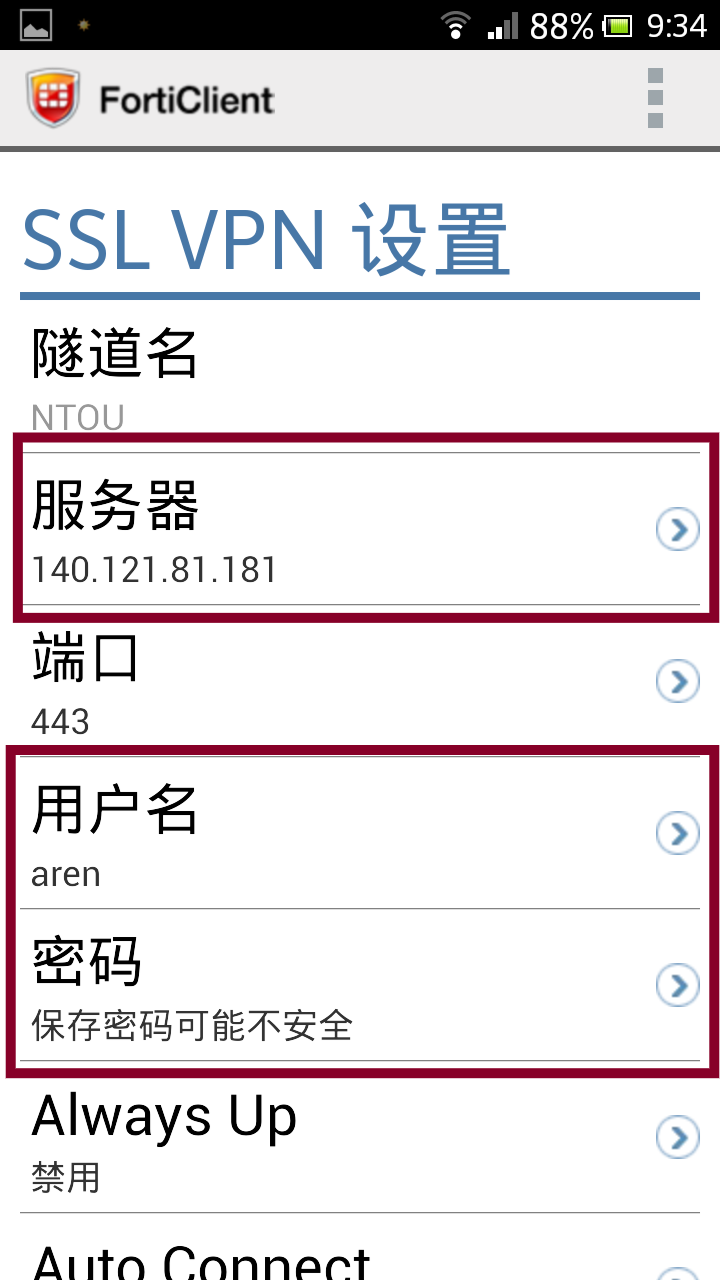 88% 9:34
FortiClient
SSL VPN 设置
隧道名
NTOU
服务器
140.121.81.181
端口
443
用户名
aren
密码
保存密码可能不安全
Always Up
禁用
Auto Connect